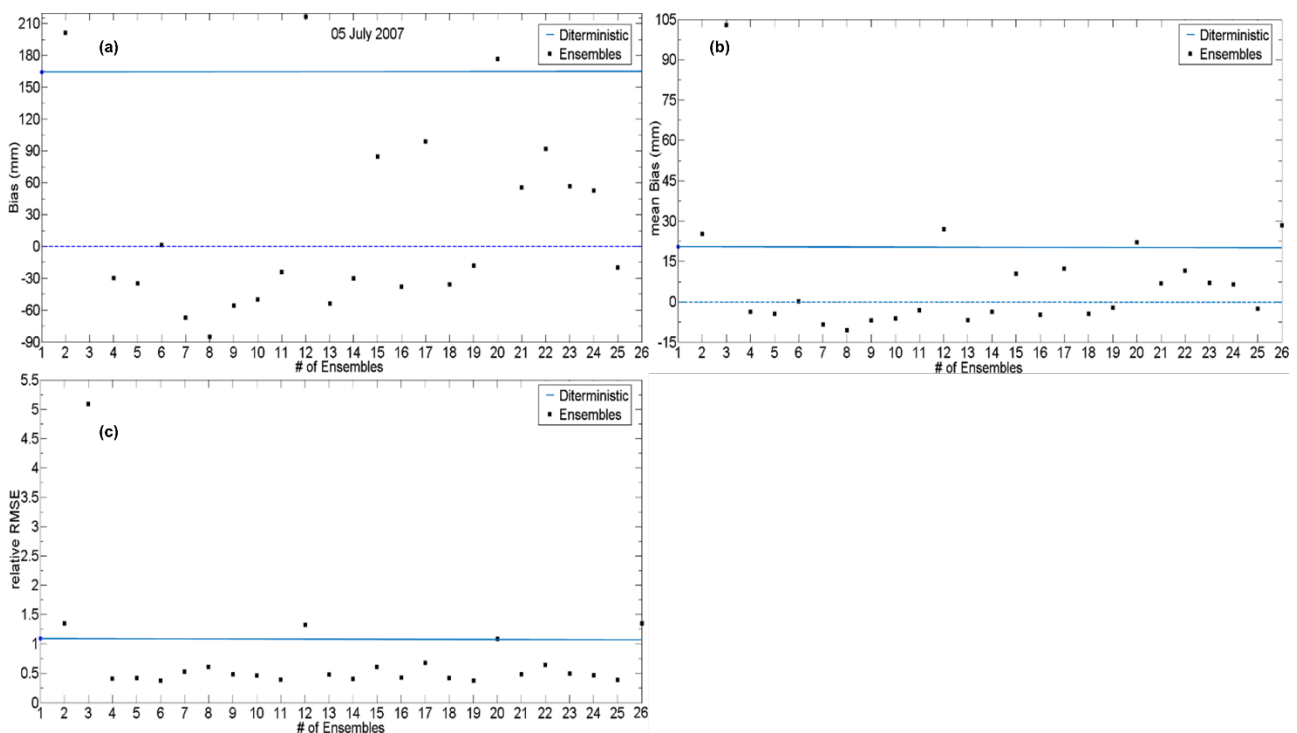 210
180
150
120
90
60
30
0
-30
-60
-90
Bias (mm)
(a)
05 July 2007
Diterministic
Ensembles
1 2 3 4 5 6 7 8 9 10 11 12 13 14 15 16 17 18 19 20 21 22 23 24 25 26
# of Ensembles
105
90
75
60
45
30
15
0
-15
mean Bias (mm)
(b)
Diterministic
Ensembles
1 2 3 4 5 6 7 8 9 10 11 12 13 14 15 16 17 18 19 20 21 22 23 24 25 26
# of Ensembles
5.5
5
4.5
4
3.5
3
2.5
2
1.5
1
0.5
0
relative RMSE
(c)
Diterministic
Ensembles
1 2 3 4 5 6 7 8 9 10 11 12 13 14 15 16 17 18 19 20 21 22 23 24 25 26
# of Ensembles